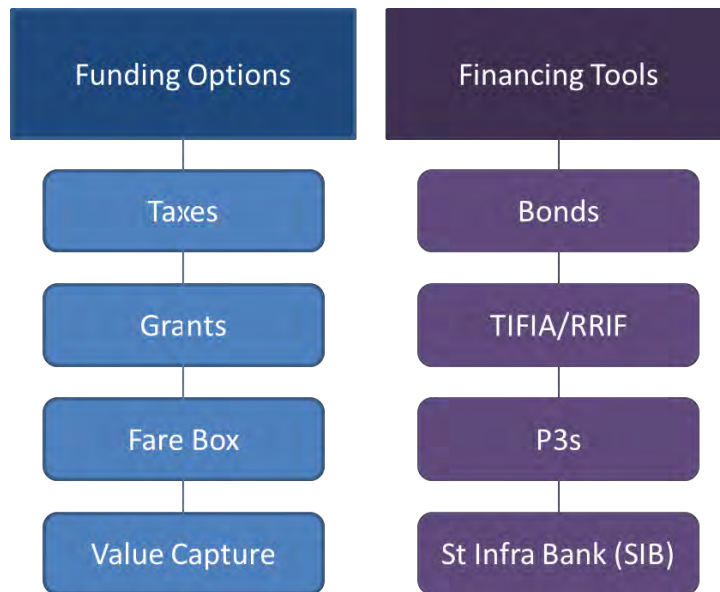 Funding Options
Taxes
Grants
Fare Box
Value Capture
Financing Tools
Bonds
TIFIA/RRIF
P3s
St Infra Bank (SIB)